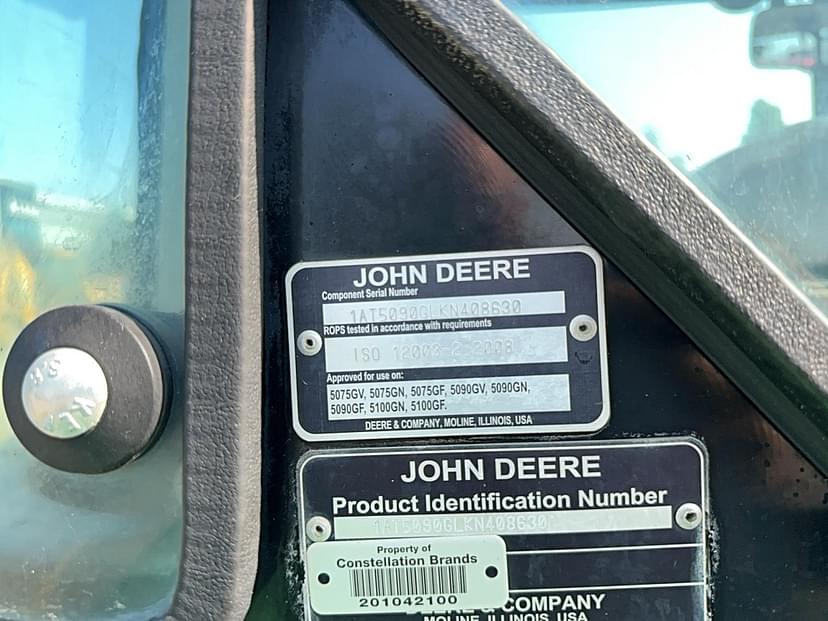 JOHN DEERE
Component Serial Number
1AT5090GLKN408630
ROPS tested in accordance with requirements
ISO 12003-2-2008
Approved for use on:
5075GV, 5075GN, 5075GF, 5090GV, 5090GN,
5090GF, 5100GN, 5100GF.
DEERE & COMPANY, MOLINE, ILLINOIS, USA
JOHN DEERE
Product Identification Number
1AT5090GLKN408630
Property of
Constellation Brands
201042100
& COMPANY
MOLINE, ILLINOIS, USA